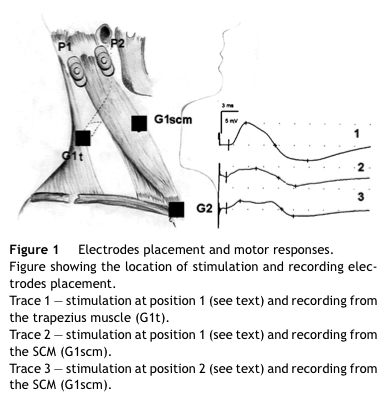 P1
P2
G1scm
G1t
G2
3 ms
5 mV
1
2
3
Figure 1 Electrodes placement and motor responses.
Figure showing the location of stimulation and recording elec-
trodes placement.
Trace 1 — stimulation at position 1 (see text) and recording from
the trapezius muscle (G1t).
Trace 2 — stimulation at position 1 (see text) and recording from
the SCM (G1scm).
Trace 3 — stimulation at position 2 (see text) and recording from
the SCM (G1scm).